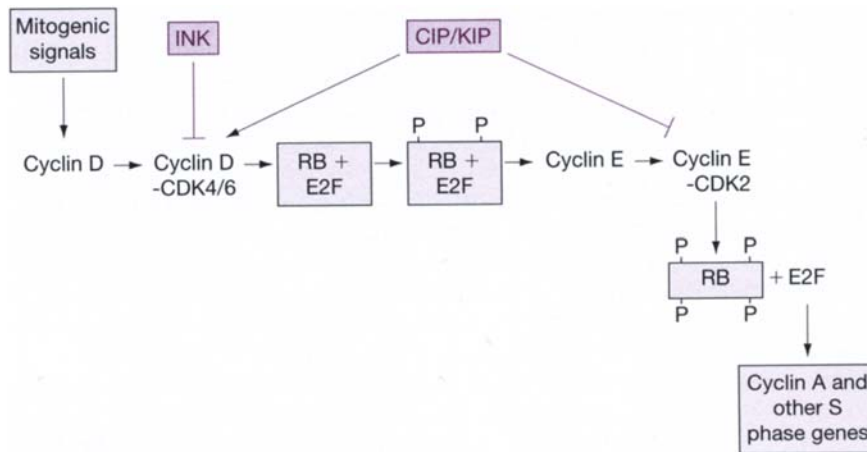 Mitogenic
signals
INK
CIP/KIP
Cyclin D
Cyclin D
-CDK4/6
RB +
E2F
P P
RB +
E2F
Cyclin E
Cyclin E
-CDK2
P P
RB
+ E2F
P P
Cyclin A and
other S
phase genes